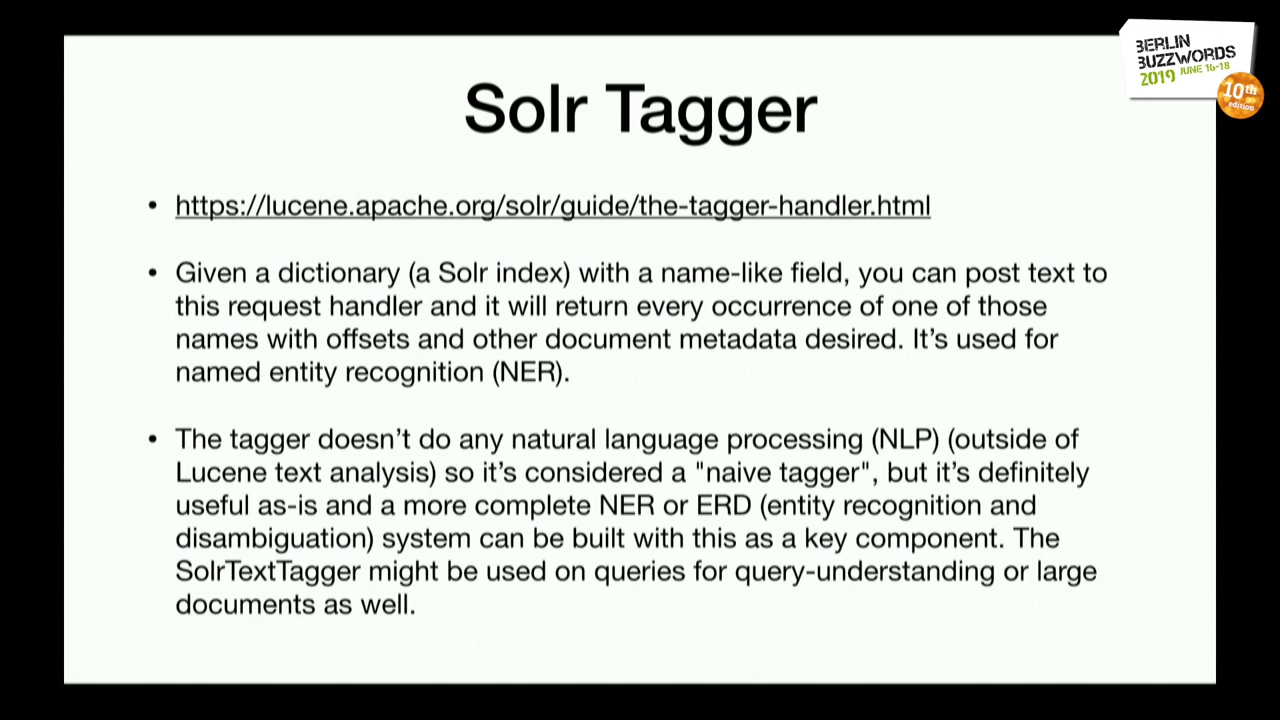 BERLIN
BUZZWORDS
2019 JUNE 16-18
10th
edition
Solr Tagger
• https://lucene.apache.org/solr/guide/the-tagger-handler.html
• Given a dictionary (a Solr index) with a name-like field, you can post text to
this request handler and it will return every occurrence of one of those
names with offsets and other document metadata desired. It’s used for
named entity recognition (NER).
• The tagger doesn’t do any natural language processing (NLP) (outside of
Lucene text analysis) so it’s considered a "naive tagger", but it’s definitely
useful as-is and a more complete NER or ERD (entity recognition and
disambiguation) system can be built with this as a key component. The
SolrTextTagger might be used on queries for query-understanding or large
documents as well.